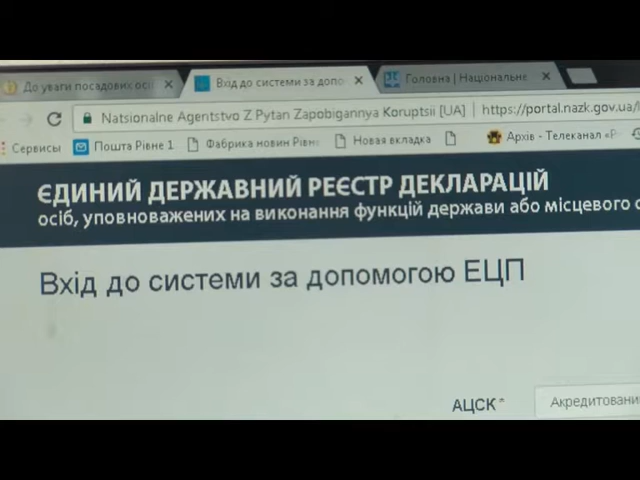 До уваги посадових осі
Вхід до системи за допо
Головна | Національне
Natsionalne Agentstvo Z Pytan Zapobigannya Koruptsii [UA]
https://portal.nazk.gov.ua/
Сервисы
Пошта Рівне 1
Фабрика новин Рівн
Новая вкладка
Архів - Телеканал «Р
ЄДИНИЙ ДЕРЖАВНИЙ РЕЄСТР ДЕКЛАРАЦІЙ
осіб, уповноважених на виконання функцій держави або місцевого с
Вхід до системи за допомогою ЕЦП
АЦСК *
Акредитований